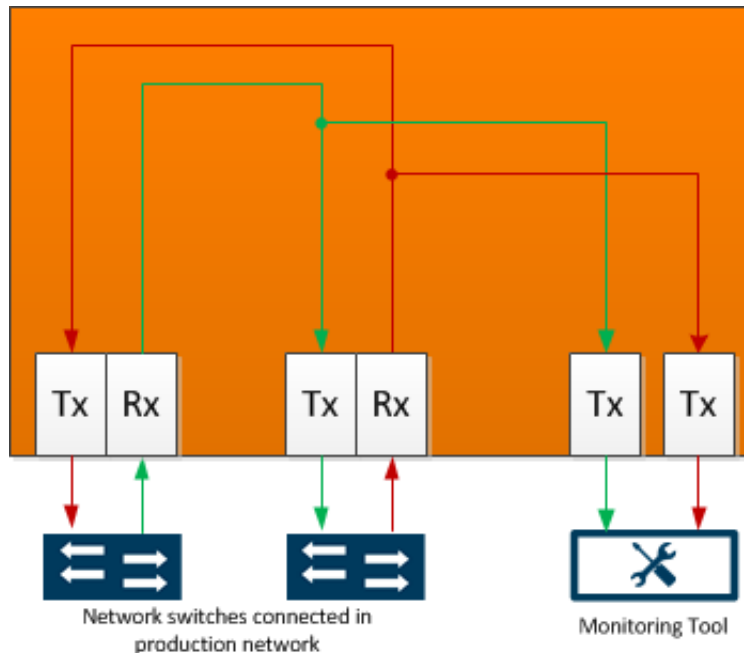 Tx Rx Tx Rx Tx Tx
Network switches connected in
production network
Monitoring Tool